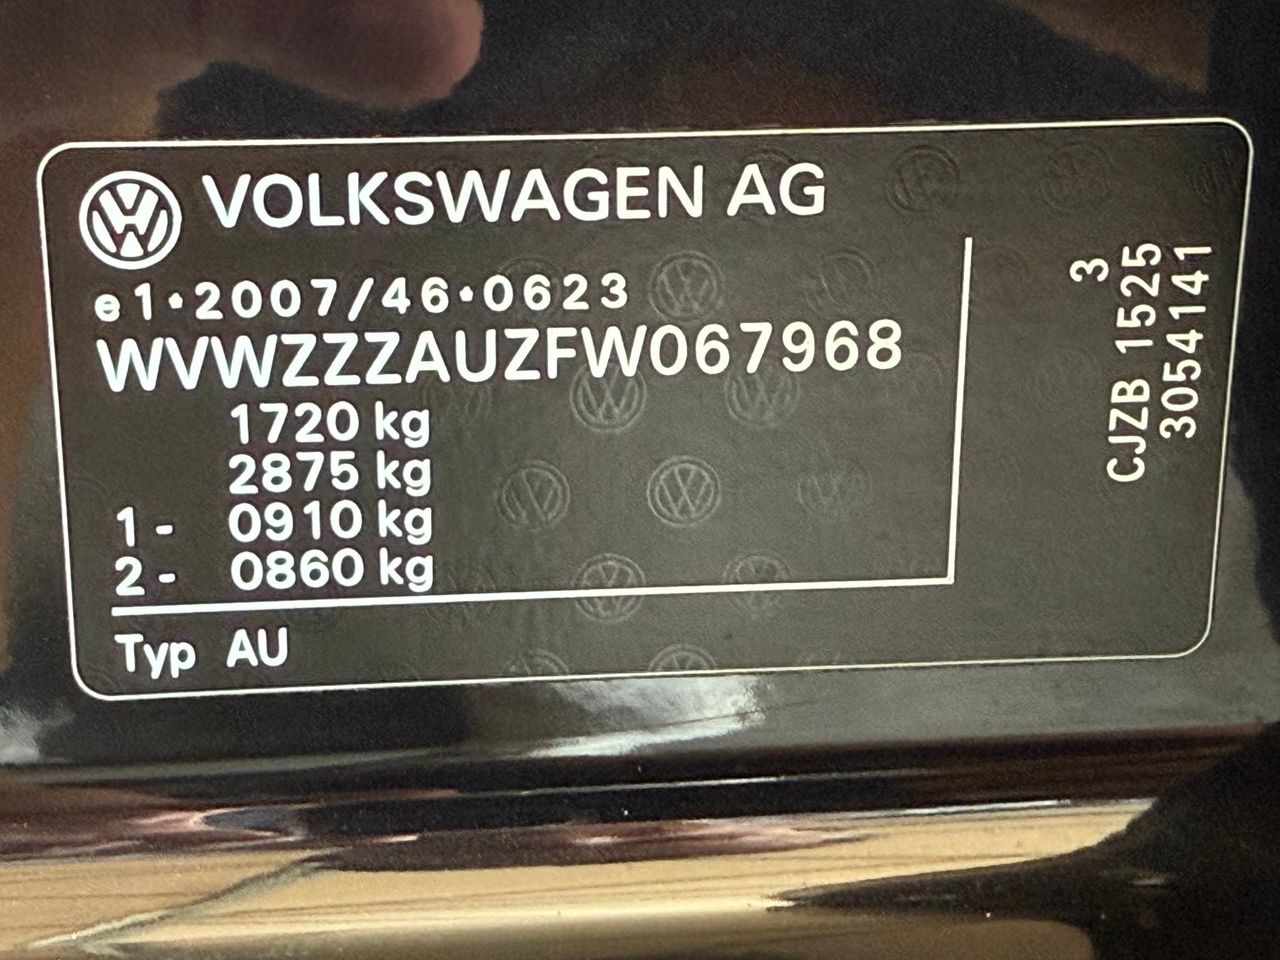 VOLKSWAGEN AG
e1*2007/46*0623
WVWZZZAUZFW067968
1720 kg
2875 kg
1- 0910 kg
2- 0860 kg
Typ AU
3
CJZB 1525
3054141